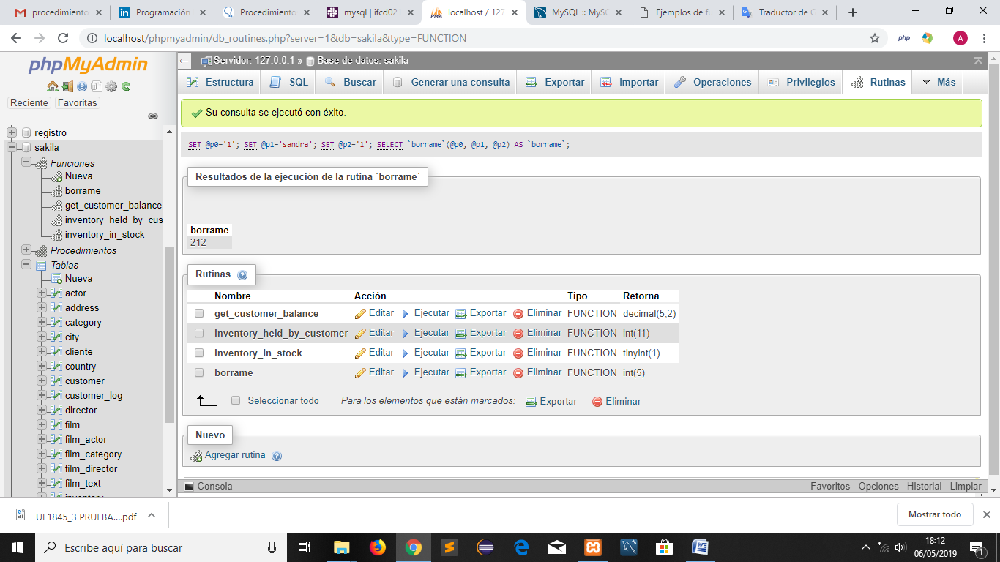 procedimiento
Programación
Procedimiento
mysql | ifcd021
localhost / 127
MySQL :: MySC
Ejemplos de fu
Traductor de G
localhost/phpmyadmin/db_routines.php?server=1&db=sakila&type=FUNCTION
php
A
phpMyAdmin
Reciente Favoritas
registro
sakila
Funciones
Nueva
borrame
get_customer_balance
inventory_held_by_cus
inventory_in_stock
Procedimientos
Tablas
Nueva
actor
address
category
city
cliente
country
customer
customer_log
director
film
film_actor
film_category
film_director
film_text
Servidor: 127.0.0.1 » Base de datos: sakila
Estructura SQL Buscar Generar una consulta Exportar Importar Operaciones Privilegios Rutinas Más
Su consulta se ejecutó con éxito.
SET @p0='1'; SET @p1='sandra'; SET @p2='1'; SELECT `borrame`(@p0, @p1, @p2) AS `borrame`;
Resultados de la ejecución de la rutina `borrame`
borrame
212
Rutinas
Nombre Acción Tipo Retorna
get_customer_balance Editar Ejecutar Exportar Eliminar FUNCTION decimal(5,2)
inventory_held_by_customer Editar Ejecutar Exportar Eliminar FUNCTION int(11)
inventory_in_stock Editar Ejecutar Exportar Eliminar FUNCTION tinyint(1)
borrame Editar Ejecutar Exportar Eliminar FUNCTION int(5)
Seleccionar todo Para los elementos que están marcados: Exportar Eliminar
Nuevo
Agregar rutina
Consola Favoritos Opciones Historial Limpiar
UF1845_3 PRUEBA....pdf
Mostrar todo
Escribe aquí para buscar
18:12
06/05/2019
1